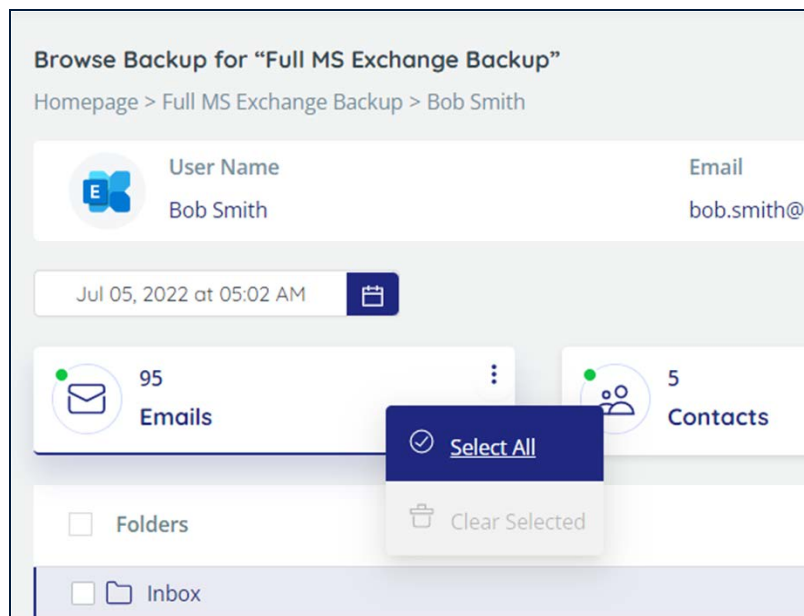 Browse Backup for “Full MS Exchange Backup”
Homepage > Full MS Exchange Backup > Bob Smith
User Name
Email
E
Bob Smith
bob.smith@
Jul 05, 2022 at 05:02 AM
95
Emails
5
Contacts
Select All
Clear Selected
Folders
Inbox